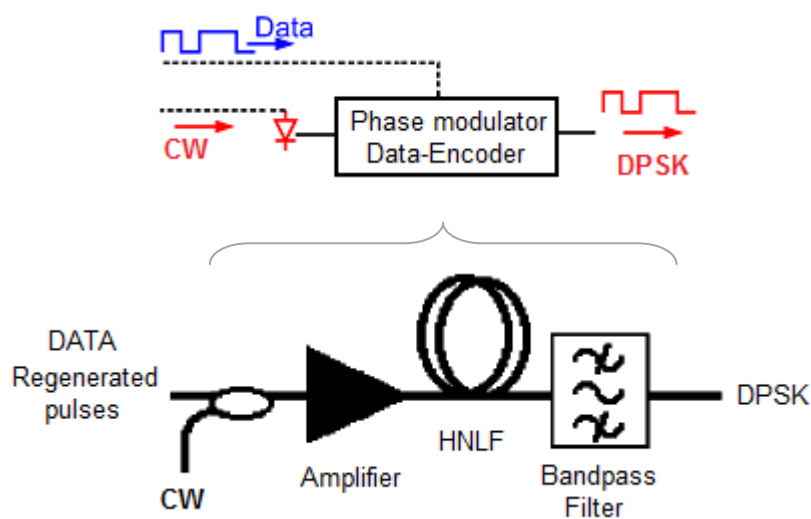 Data
CW
Phase modulator
Data-Encoder
DPSK
DATA
Regenerated
pulses
CW
Amplifier
HNLF
Bandpass
Filter
DPSK